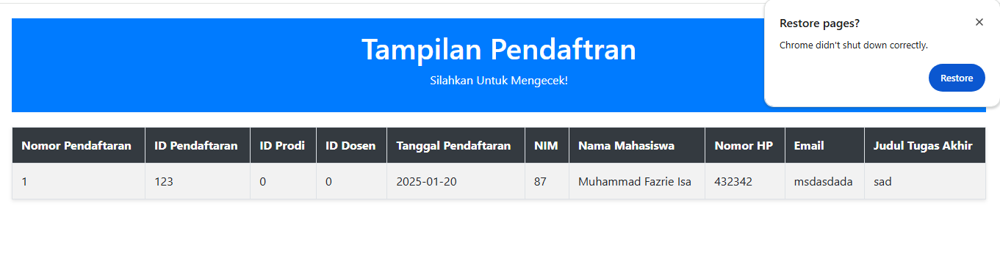 Tampilan Pendaftran
Silahkan Untuk Mengecek!
Restore pages?
Chrome didn't shut down correctly.
Restore
Nomor Pendaftaran ID Pendaftaran ID Prodi ID Dosen Tanggal Pendaftaran NIM Nama Mahasiswa Nomor HP Email Judul Tugas Akhir
1 123 0 0 2025-01-20 87 Muhammad Fazrie Isa 432342 msdasdada sad